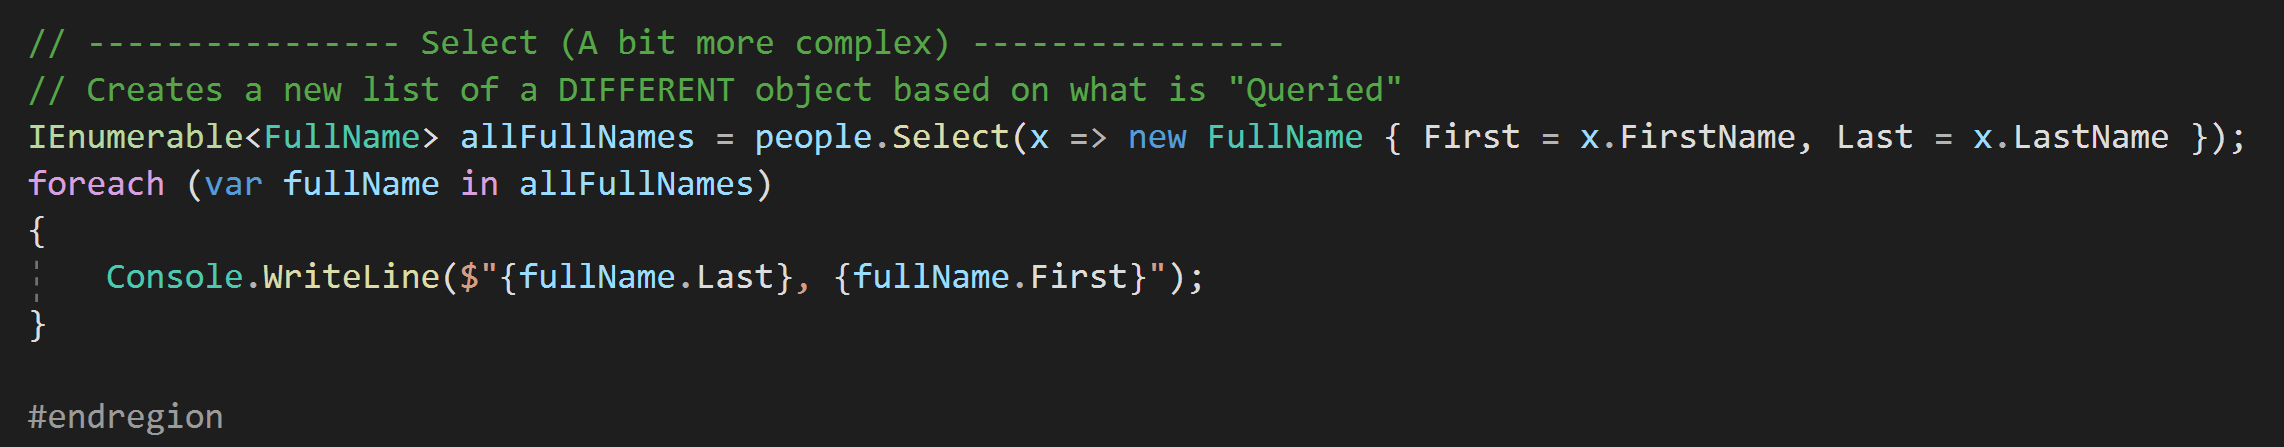 // ---------------- Select (A bit more complex) ----------------
// Creates a new list of a DIFFERENT object based on what is "Queried"
IEnumerable<FullName> allFullNames = people.Select(x => new FullName { First = x.FirstName, Last = x.LastName });
foreach (var fullName in allFullNames)
{
    Console.WriteLine($"{fullName.Last}, {fullName.First}");
}

#endregion